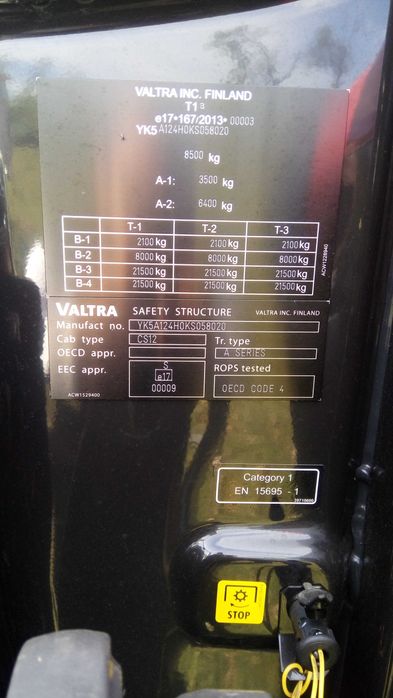 VALTRA INC. FINLAND
T1a
e17*167/2013*00003
YK5A124H0KS058020
8500 kg
A-1: 3500 kg
A-2: 6400 kg
T-1 T-2 T-3
B-1 2100 kg 2100 kg 2100 kg
B-2 8000 kg 8000 kg 8000 kg
B-3 21500 kg 21500 kg 21500 kg
B-4 21500 kg 21500 kg 21500 kg
ACW1228940
VALTRA SAFETY STRUCTURE VALTRA INC. FINLAND
Manufact no. YK5A124H0KS058020
Cab type CS12 Tr. type
OECD appr. A SERIES
EEC appr. S ROPS tested
e17
00009 OECD CODE 4
ACW1529400
Category 1
EN 15695 - 1
STOP